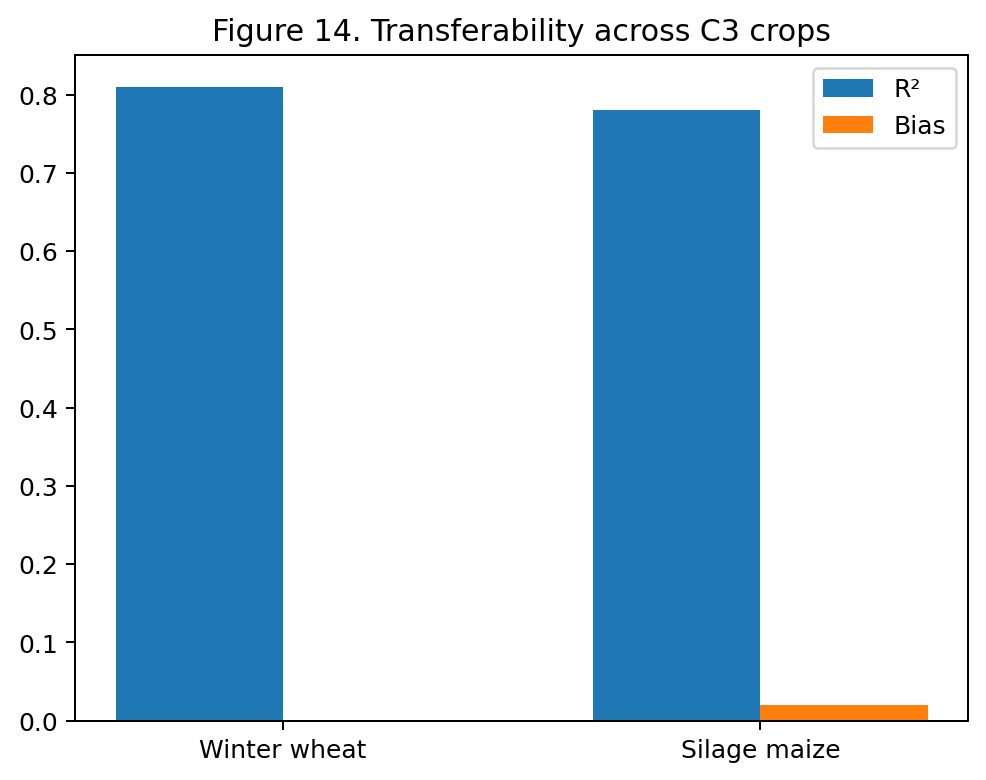 Figure 14. Transferability across C3 crops
R²
Bias
0.8
0.7
0.6
0.5
0.4
0.3
0.2
0.1
0.0
Winter wheat
Silage maize